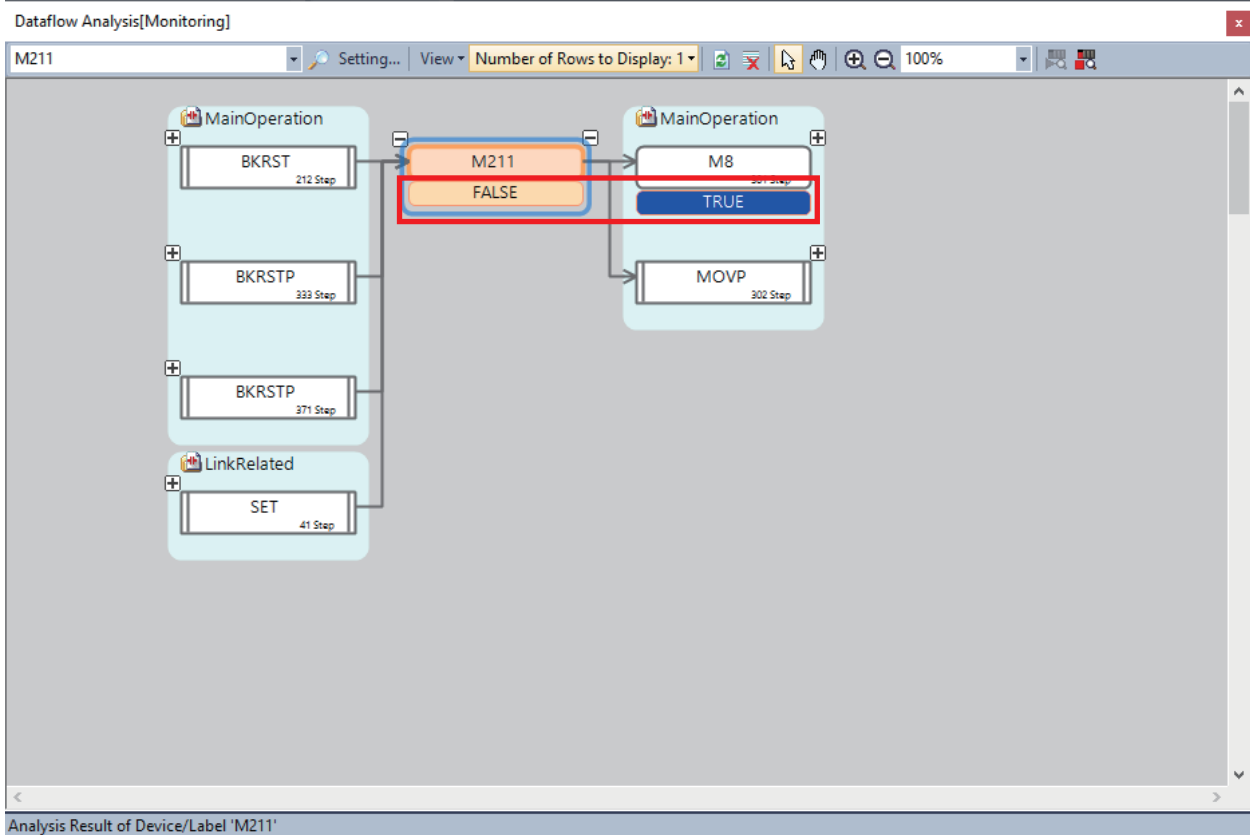 Dataflow Analysis[Monitoring]
x
M211
Setting...
View
Number of Rows to Display: 1
100%
MainOperation
BKRST
212 Step
BKRSTP
333 Step
BKRSTP
371 Step
LinkRelated
SET
41 Step
M211
FALSE
MainOperation
M8
Step
TRUE
MOVP
302 Step
Analysis Result of Device/Label 'M211'